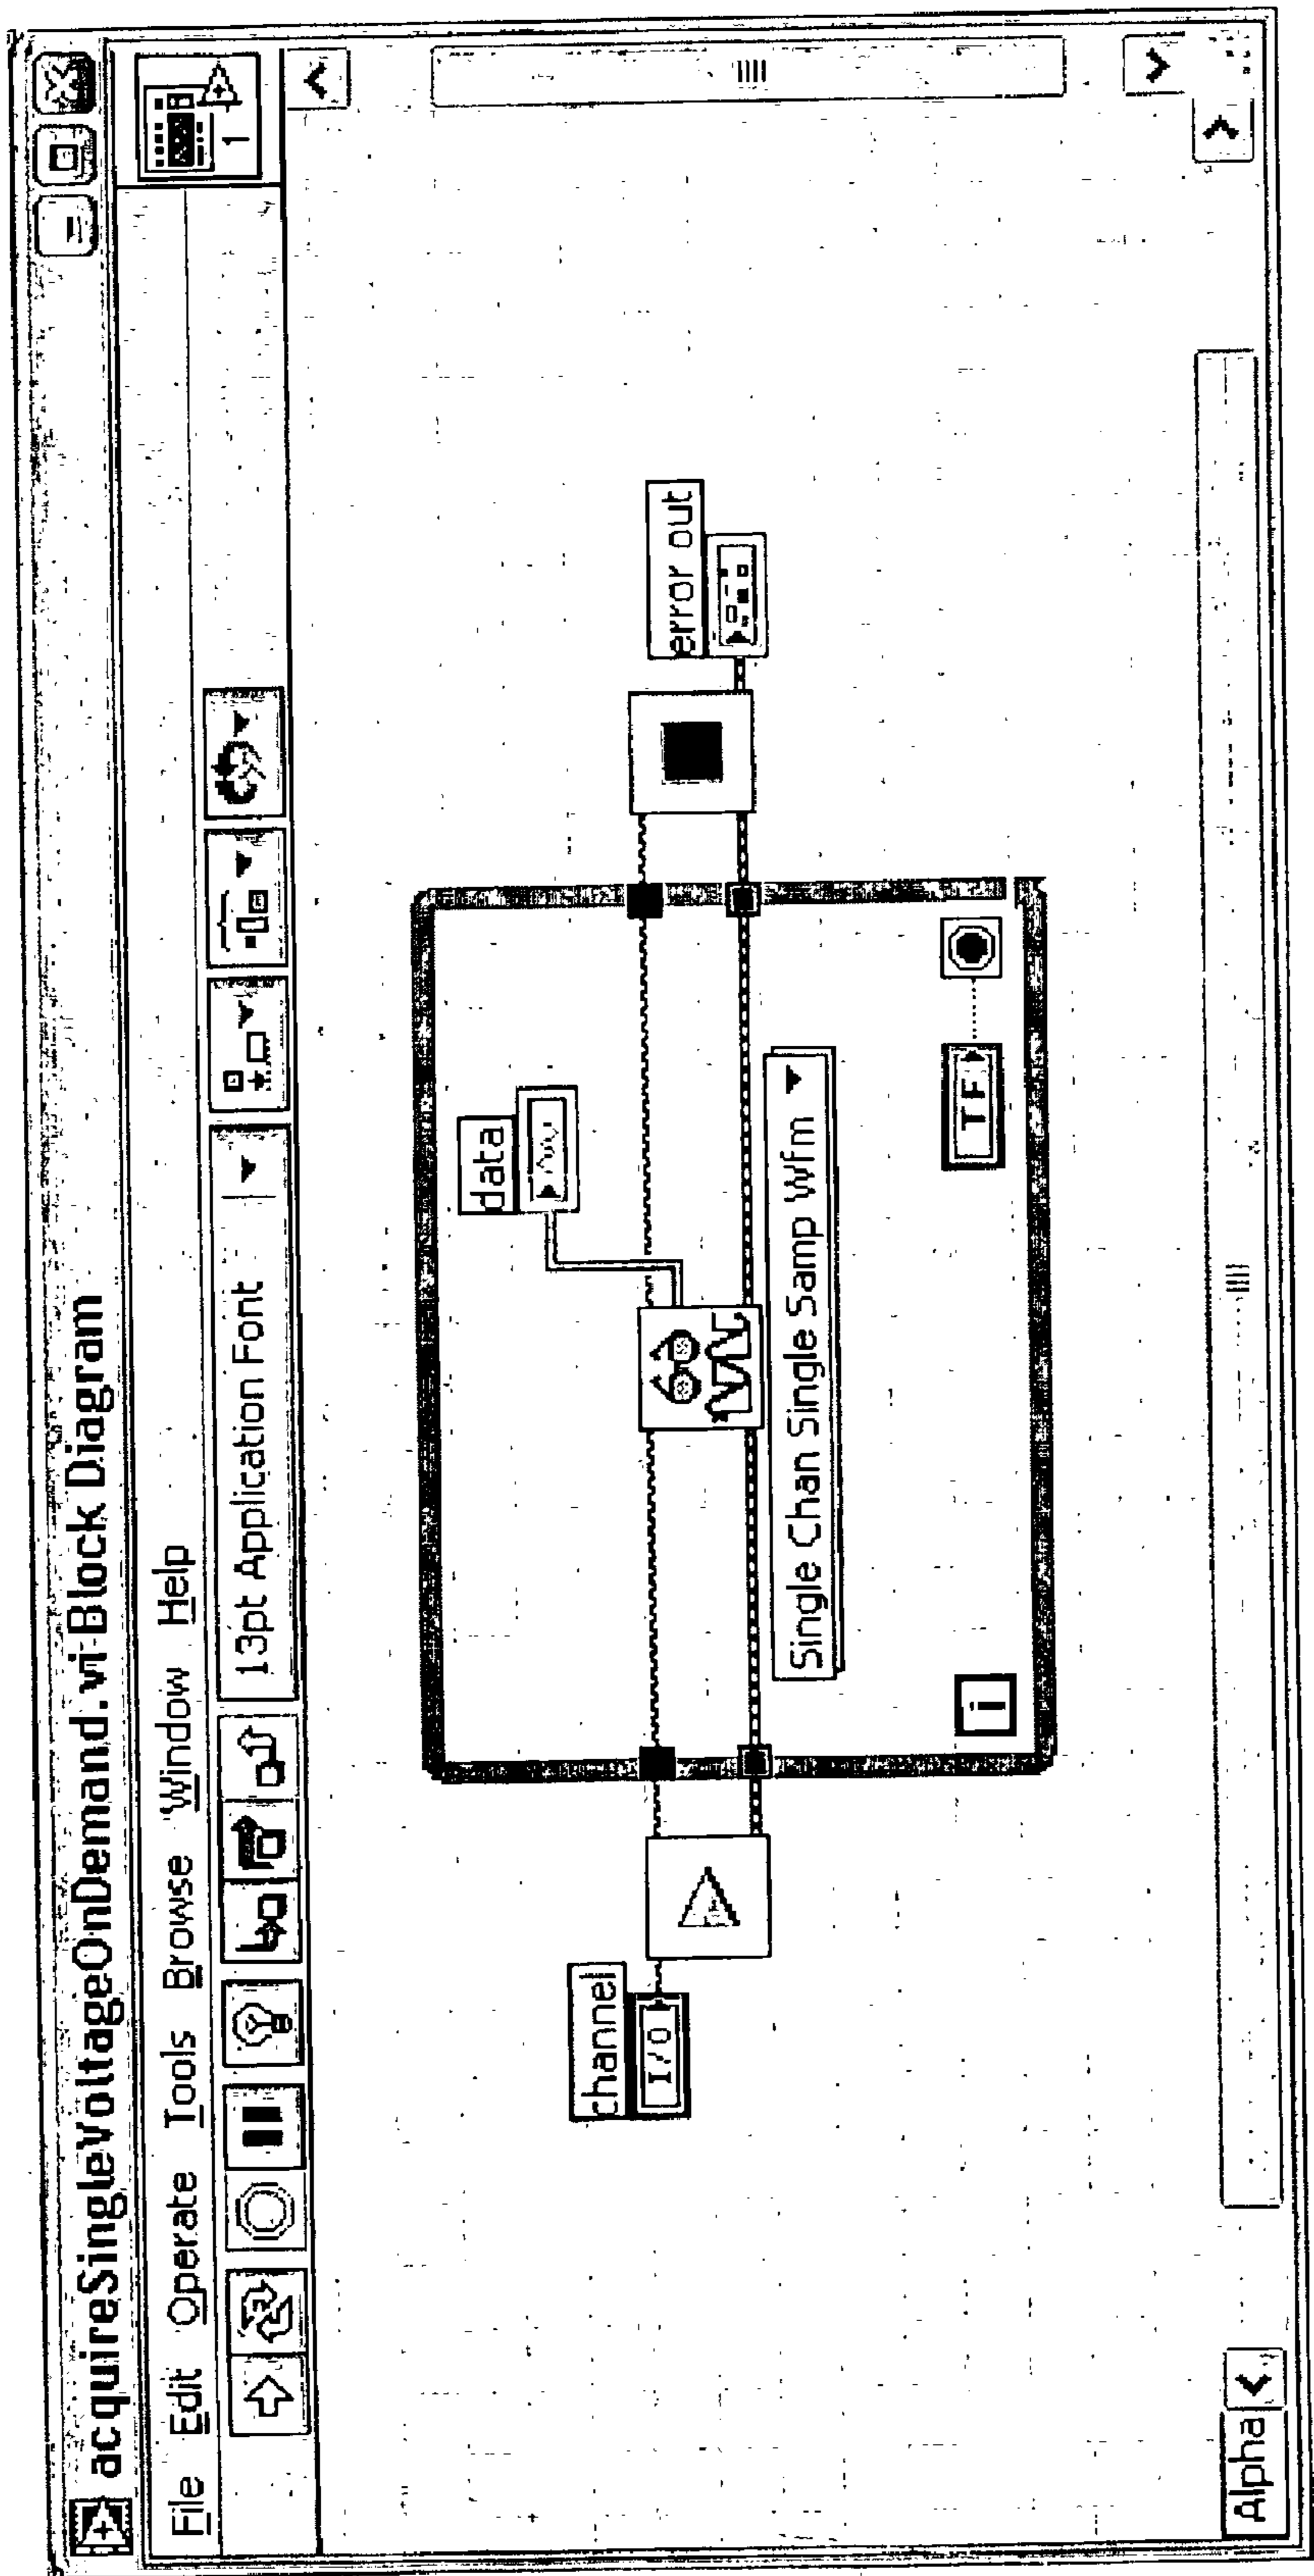 acquireSingleVoltageOnDemand.vi Block Diagram
File Edit Operate Tools Browse Window Help
13pt Application Font
1
data
channel
I/O
error out
Single Chan Single Samp Wfm
i
TF
Alpha